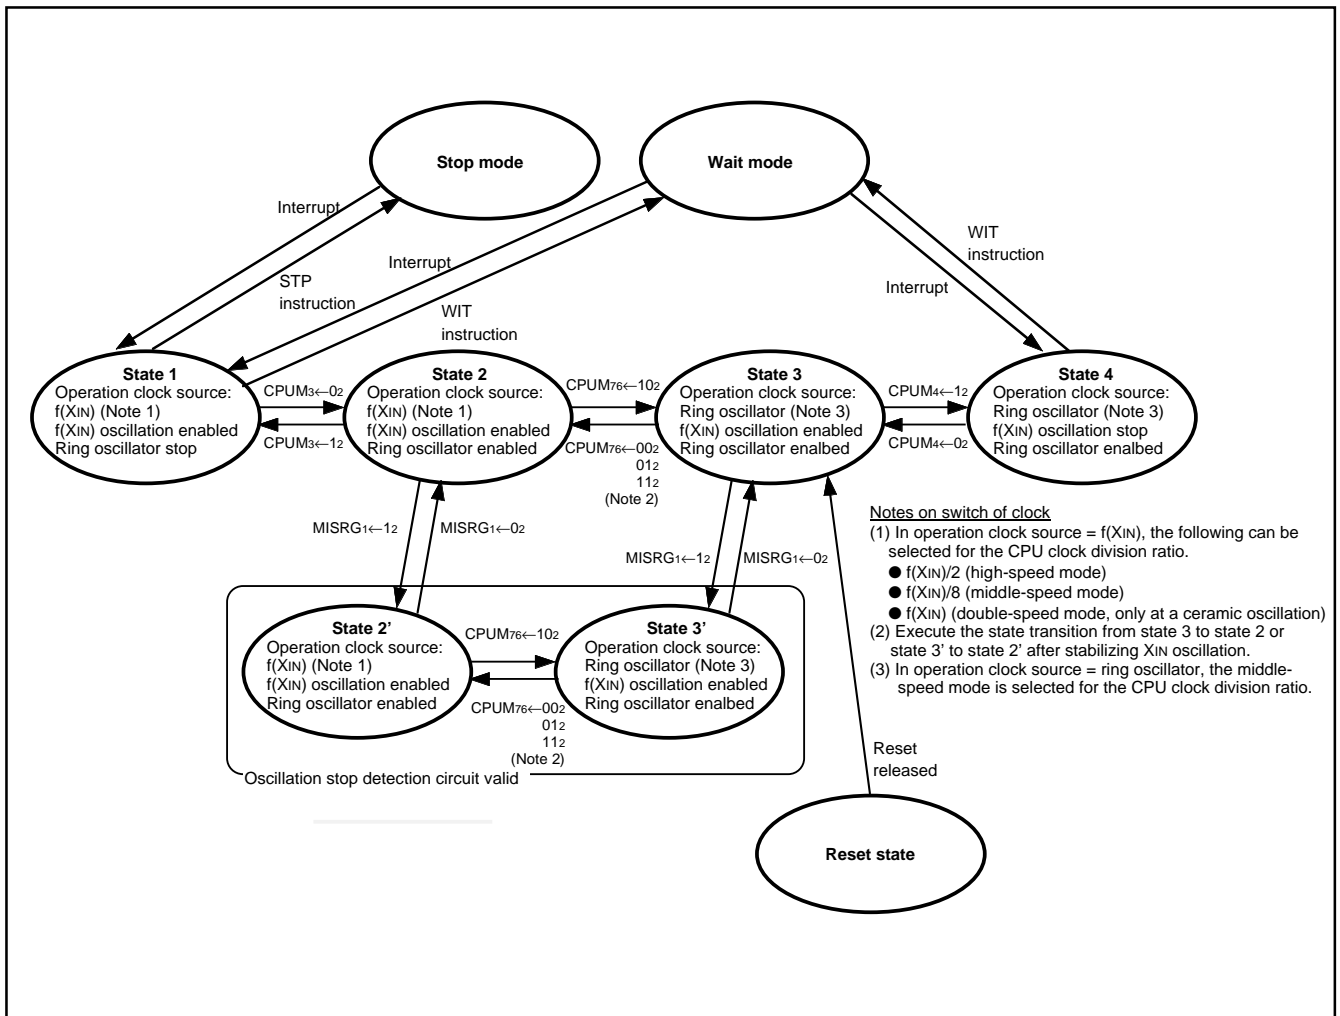 Stop mode
Wait mode
Interrupt
STP
instruction
Interrupt
WIT
instruction
WIT
instruction
Interrupt
State 1
Operation clock source:
f(XIN) (Note 1)
f(XIN) oscillation enabled
Ring oscillator stop
CPUM3←02
CPUM3←12
State 2
Operation clock source:
f(XIN) (Note 1)
f(XIN) oscillation enabled
Ring oscillator enabled
CPUM76←102
CPUM76←002
012
112
(Note 2)
State 3
Operation clock source:
Ring oscillator (Note 3)
f(XIN) oscillation enabled
Ring oscillator enalbed
CPUM4←12
CPUM4←02
State 4
Operation clock source:
Ring oscillator (Note 3)
f(XIN) oscillation stop
Ring oscillator enalbed
MISRG1←12
MISRG1←02
MISRG1←12
MISRG1←02
State 2’
Operation clock source:
f(XIN) (Note 1)
f(XIN) oscillation enabled
Ring oscillator enabled
CPUM76←102
CPUM76←002
012
112
(Note 2)
State 3’
Operation clock source:
Ring oscillator (Note 3)
f(XIN) oscillation enabled
Ring oscillator enalbed
Oscillation stop detection circuit valid
Notes on switch of clock
(1) In operation clock source = f(XIN), the following can be
selected for the CPU clock division ratio.
● f(XIN)/2 (high-speed mode)
● f(XIN)/8 (middle-speed mode)
● f(XIN) (double-speed mode, only at a ceramic oscillation)
(2) Execute the state transition from state 3 to state 2 or
state 3’ to state 2’ after stabilizing XIN oscillation.
(3) In operation clock source = ring oscillator, the middle-
speed mode is selected for the CPU clock division ratio.
Reset
released
Reset state